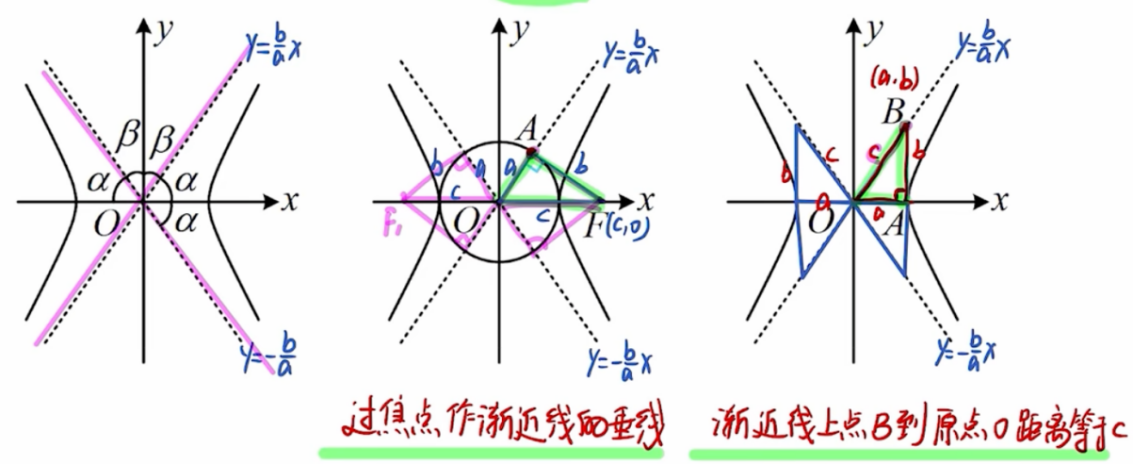 y
y=b/a x
β β
α α
O α x
y=-b/a
y
y=b/a x
A
b a a b
c c
F₁ O F(c,0)
x
y=-b/a x
过焦点作渐近线的垂线
y
y=b/a x
(a,b)
B
c c b
b a a
O A x
y=-b/a x
渐近线上点B到原点O距离等于c